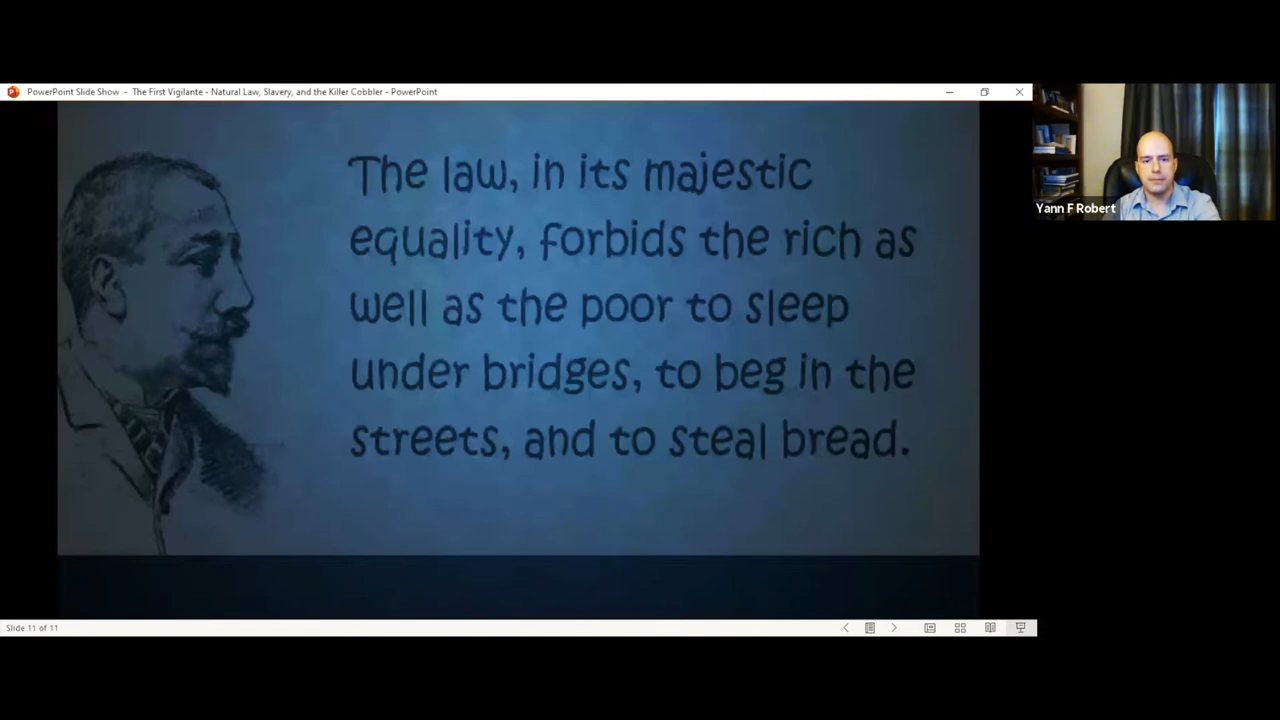 PowerPoint Slide Show - The First Vigilante - Natural Law, Slavery, and the Killer Cobbler - PowerPoint
The law, in its majestic
equality, forbids the rich as
well as the poor to sleep
under bridges, to beg in the
streets, and to steal bread.
Yann F Robert
Slide 11 of 11